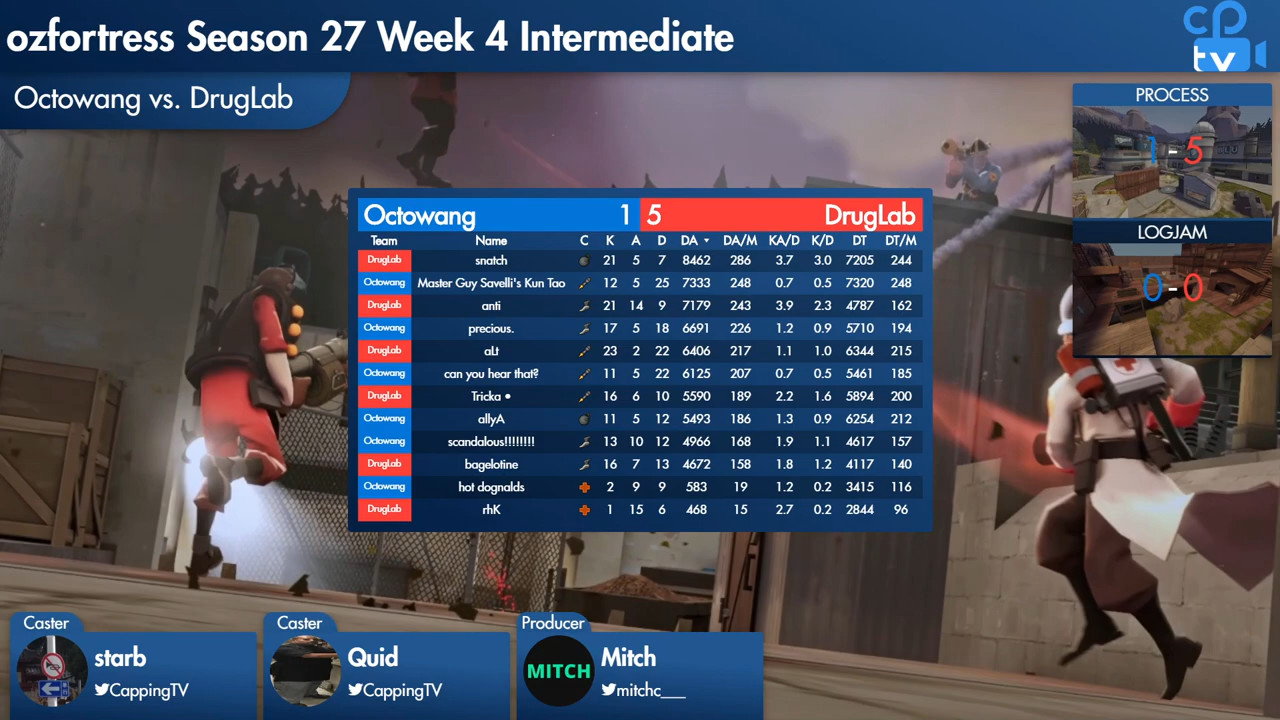 ozfortress Season 27 Week 4 Intermediate
cp
tv
Octowang vs. DrugLab
PROCESS
1 - 5
LOGJAM
0 - 0
Octowang 1 5 DrugLab
Team Name C K A D DA DA/M KA/D K/D DT DT/M
DrugLab snatch 21 5 7 8462 286 3.7 3.0 7205 244
Octowang Master Guy Savelli's Kun Tao 12 5 25 7333 248 0.7 0.5 7320 248
DrugLab anti 21 14 9 7179 243 3.9 2.3 4787 162
Octowang precious. 17 5 18 6691 226 1.2 0.9 5710 194
DrugLab aLt 23 2 22 6406 217 1.1 1.0 6344 215
Octowang can you hear that? 11 5 22 6125 207 0.7 0.5 5461 185
DrugLab Tricka • 16 6 10 5590 189 2.2 1.6 5894 200
Octowang allyA 11 5 12 5493 186 1.3 0.9 6254 212
Octowang scandalous!!!!!!!! 13 10 12 4966 168 1.9 1.1 4617 157
DrugLab bagelotine 16 7 13 4672 158 1.8 1.2 4117 140
Octowang hot dognalds 2 9 9 583 19 1.2 0.2 3415 116
DrugLab rhK 1 15 6 468 15 2.7 0.2 2844 96
Caster
starb
CappingTV
Caster
Quid
CappingTV
Producer
MITCH
Mitch
mitchc___